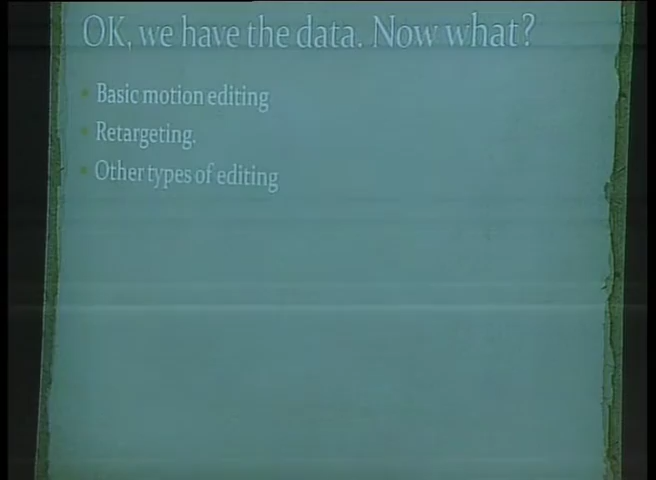 OK, we have the data. Now what?
Basic motion editing
Retargeting.
Other types of editing